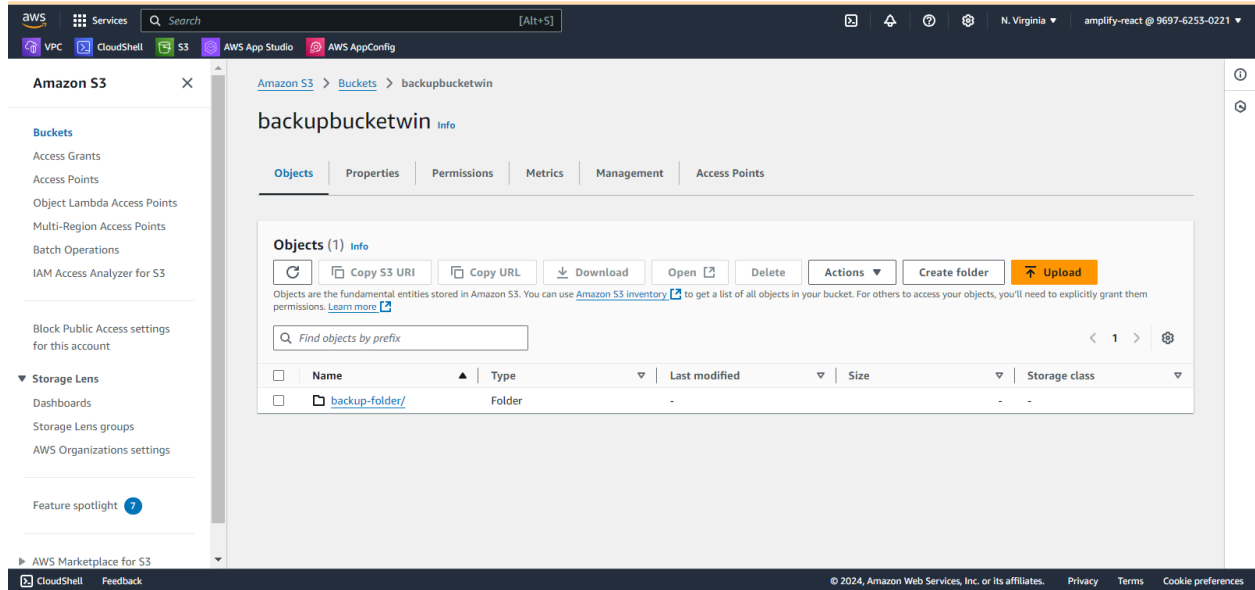 aws Services Search [Alt+S] N. Virginia ▼ amplify-react @ 9697-6253-0221 ▼
VPC CloudShell S3 AWS App Studio AWS AppConfig
Amazon S3
Buckets
Access Grants
Access Points
Object Lambda Access Points
Multi-Region Access Points
Batch Operations
IAM Access Analyzer for S3
Block Public Access settings
for this account
Storage Lens
Dashboards
Storage Lens groups
AWS Organizations settings
Feature spotlight 7
AWS Marketplace for S3
Amazon S3 > Buckets > backupbucketwin
backupbucketwin Info
Objects Properties Permissions Metrics Management Access Points
Objects (1) Info
Copy S3 URI Copy URL Download Open Delete Actions ▼ Create folder Upload
Objects are the fundamental entities stored in Amazon S3. You can use Amazon S3 inventory to get a list of all objects in your bucket. For others to access your objects, you'll need to explicitly grant them
permissions. Learn more
Find objects by prefix < 1 >
Name Type Last modified Size Storage class
backup-folder/ Folder - - -
CloudShell Feedback © 2024, Amazon Web Services, Inc. or its affiliates. Privacy Terms Cookie preferences